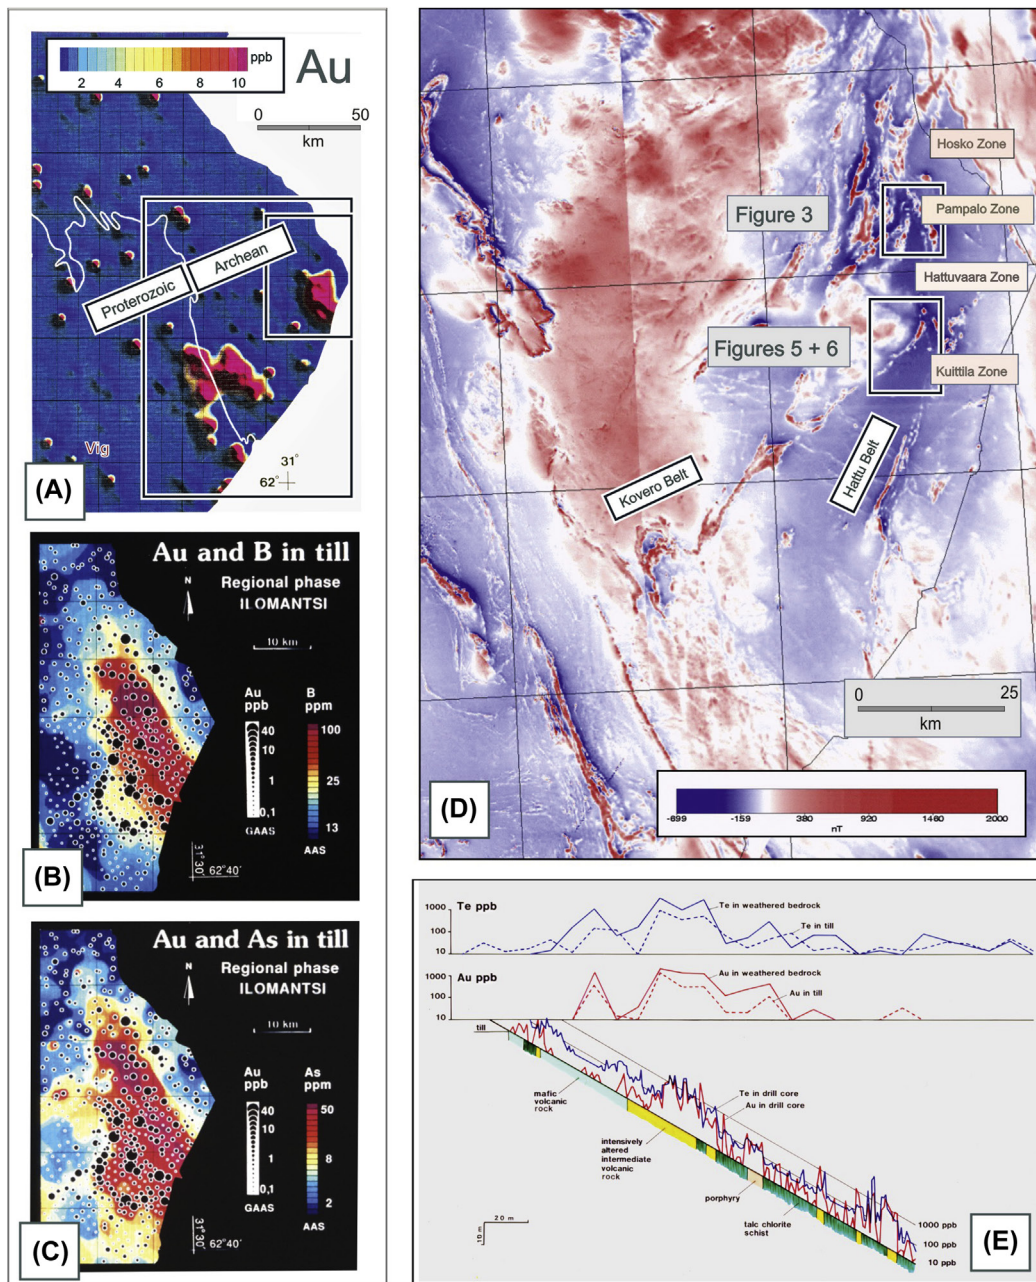 ppb
Au
2 4 6 8 10
0 50
km
Proterozoic
Archean
Vig
31°
62°
(A)
Au and B in till
Regional phase
ILOMANTSI
N
10 km
Au
ppb
B
ppm
40
10
1
0,1
GAAS
100
25
13
AAS
31°30'
62°40'
(B)
Au and As in till
Regional phase
ILOMANTSI
N
10 km
Au
ppb
As
ppm
40
10
1
0,1
GAAS
50
8
2
AAS
31°30'
62°40'
(C)
Hosko Zone
Figure 3
Pampalo Zone
Hattuvaara Zone
Figures 5 + 6
Kuittila Zone
Kovero Belt
Hattu Belt
0 25
km
-699 -159 380 920 1460 2000
nT
(D)
Te ppb
1000
100
10
Te in weathered bedrock
Te in till
Au ppb
1000
100
10
Au in weathered bedrock
Au in till
till
mafic
volcanic
rock
Te in drill core
Au in drill core
intensively
altered
intermediate
volcanic
rock
porphyry
talc chlorite
schist
20 m
10 m
1000 ppb
100 ppb
10 ppb
(E)